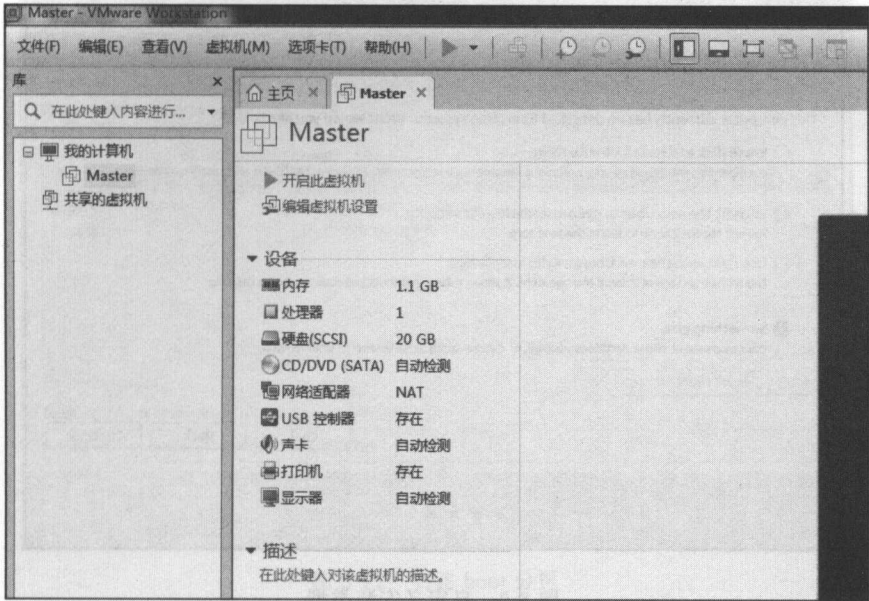 Master - VMware Workstation
文件(F) 编辑(E) 查看(V) 虚拟机(M) 选项卡(T) 帮助(H)
库 ×
在此处键入内容进行...
我的计算机
Master
共享的虚拟机
主页 × Master ×
Master
开启此虚拟机
编辑虚拟机设置
设备
内存 1.1 GB
处理器 1
硬盘(SCSI) 20 GB
CD/DVD (SATA) 自动检测
网络适配器 NAT
USB 控制器 存在
声卡 自动检测
打印机 存在
显示器 自动检测
描述
在此处键入对该虚拟机的描述。